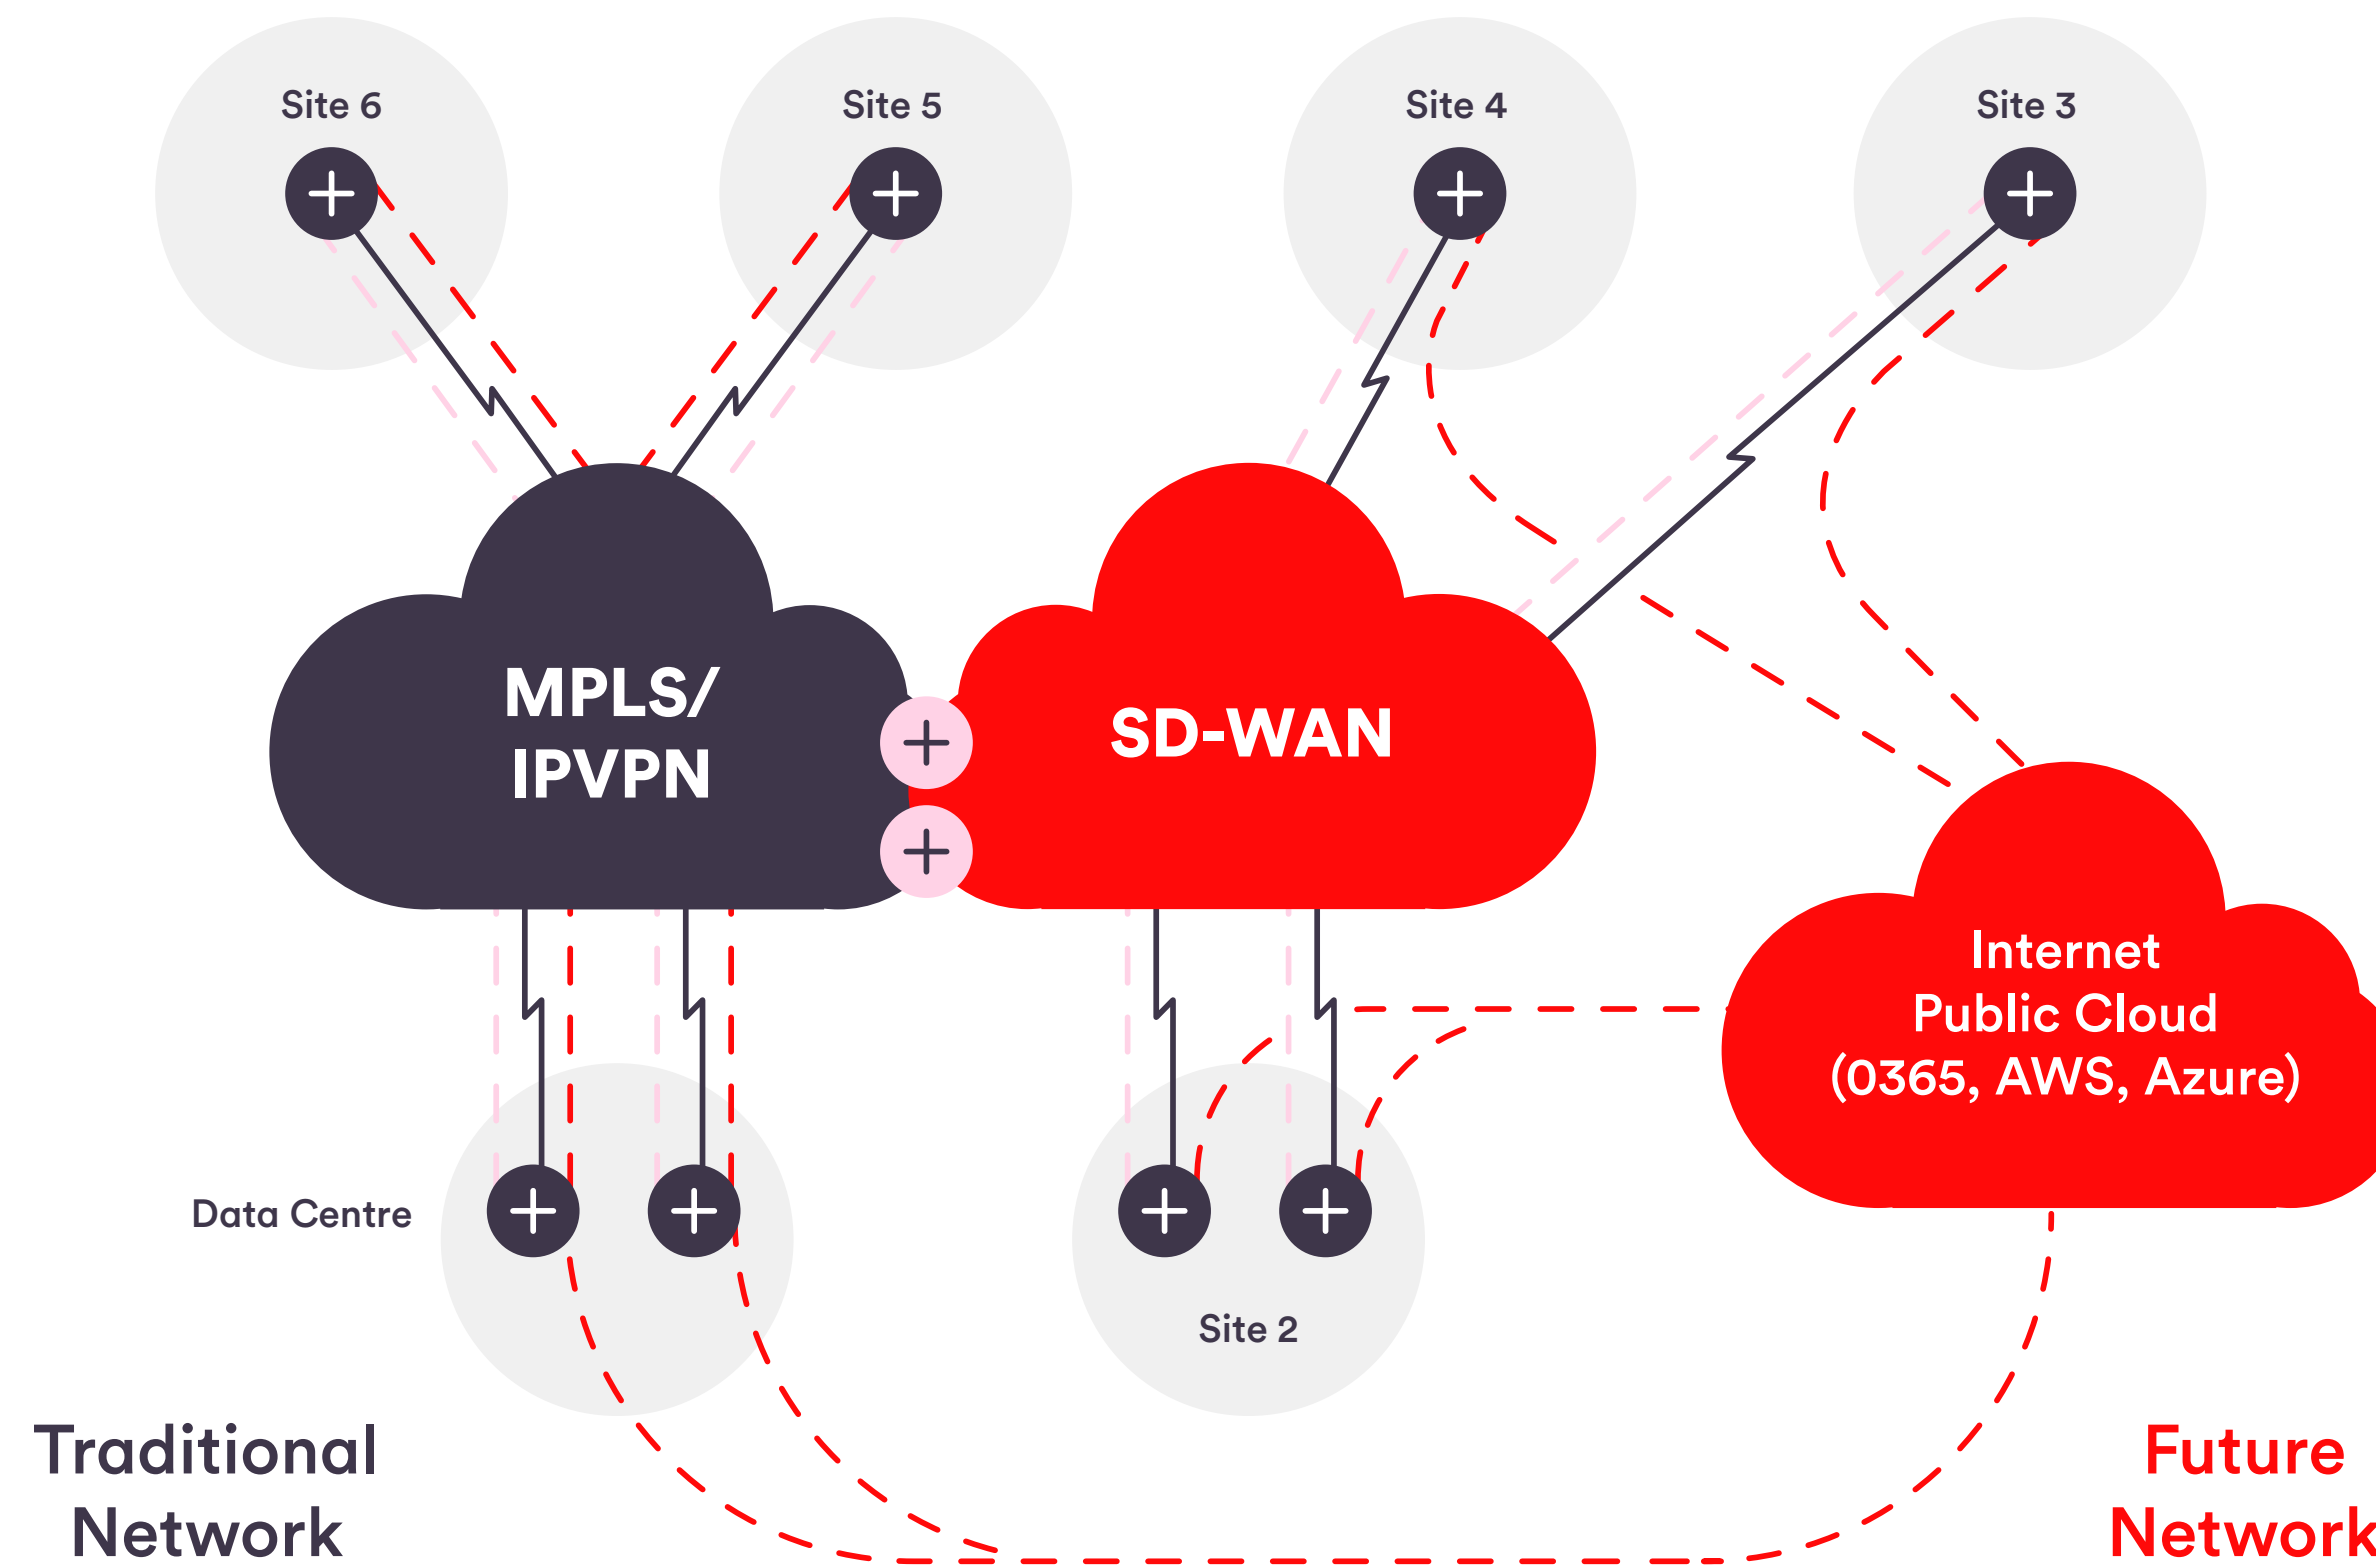 Site 6
Site 5
Site 4
Site 3
MPLS/
IPVPN
SD-WAN
Internet
Public Cloud
(0365, AWS, Azure)
Data Centre
Site 2
Traditional
Network
Future
Network